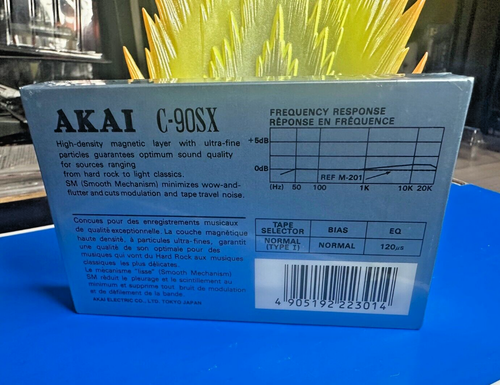 AKAI C-90SX
High-density magnetic layer with ultra-fine
particles guarantees optimum sound quality
for sources ranging
from hard rock to light classics.
SM (Smooth Mechanism) minimizes wow-and-
flutter and cuts modulation and tape travel noise.
Concues pour des enregistrements musicaux
de qualité exceptionnelle. La couche magnétique
haute densité, à particules ultra-fines, garantit
une qualité de son optimale pour des
musiques qui vont du Hard Rock aux musiques
classiques les plus délicates.
Le mécanisme "lisse" (Smooth Mechanism)
SM réduit le pleurage et le scintillement au
minimum et supprime tout bruit de modulation
et de défilement de la bande.
AKAI ELECTRIC CO., LTD. TOKYO JAPAN
FREQUENCY RESPONSE
RÉPONSE EN FRÉQUENCE
+5dB
0dB
REF M-201
(Hz) 50 100 1K 10K 20K
TAPE SELECTOR BIAS EQ
NORMAL (TYPE I) NORMAL 120μs
4 905192 223014